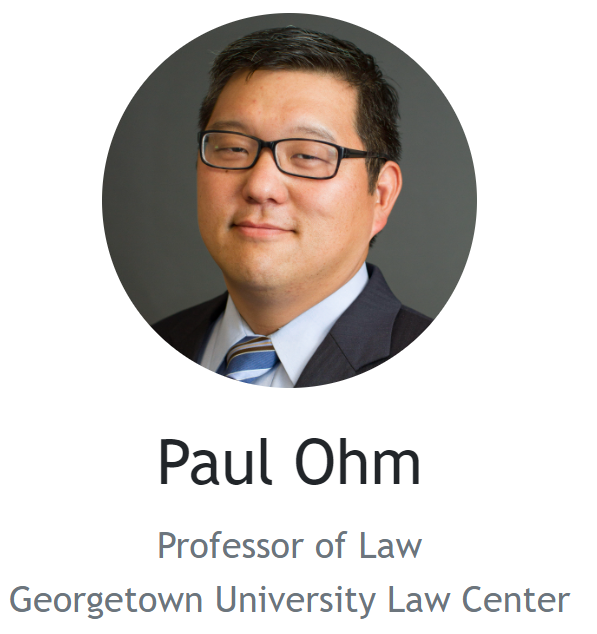 Paul Ohm
Professor of Law
Georgetown University Law Center